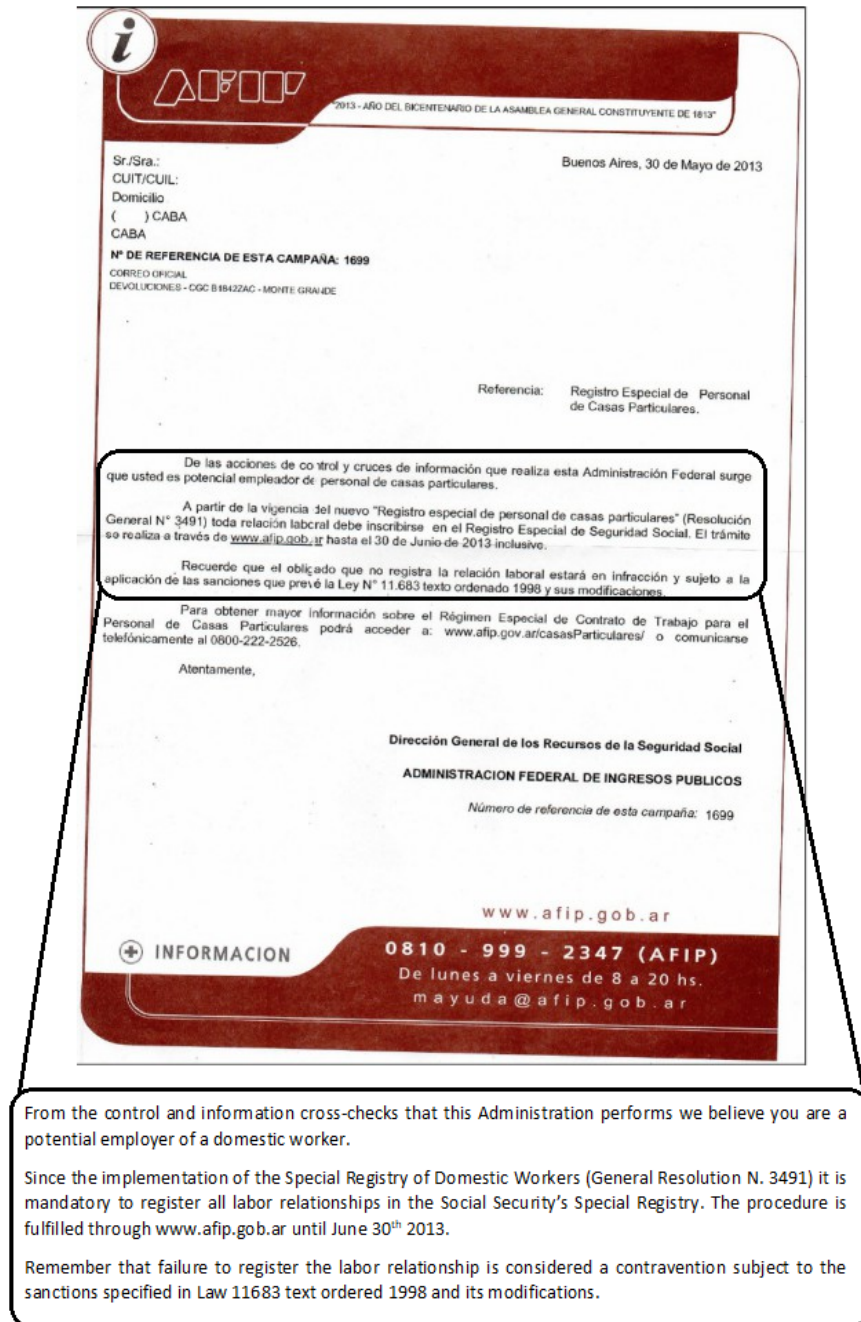 i
AFIP
"2013 - AÑO DEL BICENTENARIO DE LA ASAMBLEA GENERAL CONSTITUYENTE DE 1813"
Sr./Sra.:
Buenos Aires, 30 de Mayo de 2013
CUIT/CUIL:
Domicilio
( ) CABA
CABA
Nº DE REFERENCIA DE ESTA CAMPAÑA: 1699
CORREO OFICIAL
DEVOLUCIONES - CGC B1842ZAC - MONTE GRANDE
Referencia: Registro Especial de Personal
de Casas Particulares.
De las acciones de control y cruces de información que realiza esta Administración Federal surge
que usted es potencial empleador de personal de casas particulares.
A partir de la vigencia del nuevo "Registro especial de personal de casas particulares" (Resolución
General N° 3491) toda relación laboral debe inscribirse en el Registro Especial de Seguridad Social. El trámite
se realiza a través de www.afip.gob.ar hasta el 30 de Junio de 2013 inclusive.
Recuerde que el obligado que no registra la relación laboral estará en infracción y sujeto a la
aplicación de las sanciones que prevé la Ley N° 11.683 texto ordenado 1998 y sus modificaciones.
Para obtener mayor información sobre el Régimen Especial de Contrato de Trabajo para el
Personal de Casas Particulares podrá acceder a: www.afip.gov.ar/casasParticulares/ o comunicarse
telefónicamente al 0800-222-2526.
Atentamente,
Dirección General de los Recursos de la Seguridad Social
ADMINISTRACION FEDERAL DE INGRESOS PUBLICOS
Número de referencia de esta campaña: 1699
www.afip.gob.ar
INFORMACION
0810 - 999 - 2347 (AFIP)
De lunes a viernes de 8 a 20 hs.
mayuda@afip.gob.ar
From the control and information cross-checks that this Administration performs we believe you are a
potential employer of a domestic worker.
Since the implementation of the Special Registry of Domestic Workers (General Resolution N. 3491) it is
mandatory to register all labor relationships in the Social Security's Special Registry. The procedure is
fulfilled through www.afip.gob.ar until June 30th 2013.
Remember that failure to register the labor relationship is considered a contravention subject to the
sanctions specified in Law 11683 text ordered 1998 and its modifications.